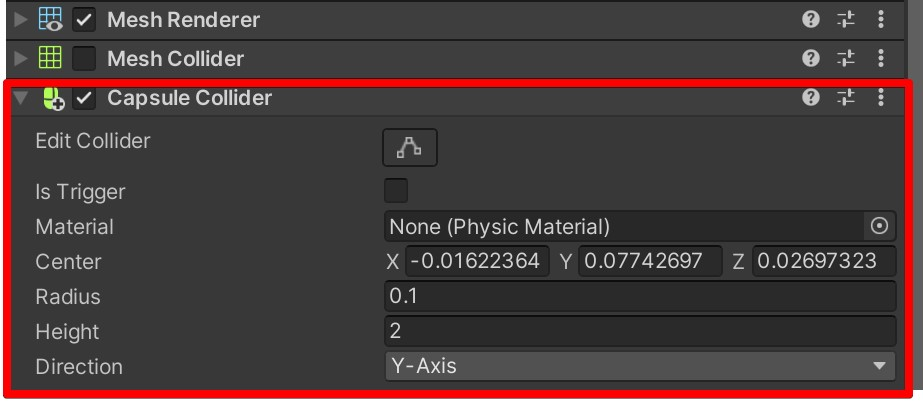 Mesh Renderer
Mesh Collider
Capsule Collider
Edit Collider
Is Trigger
Material None (Physic Material)
Center X -0.01622364 Y 0.07742697 Z 0.02697323
Radius 0.1
Height 2
Direction Y-Axis